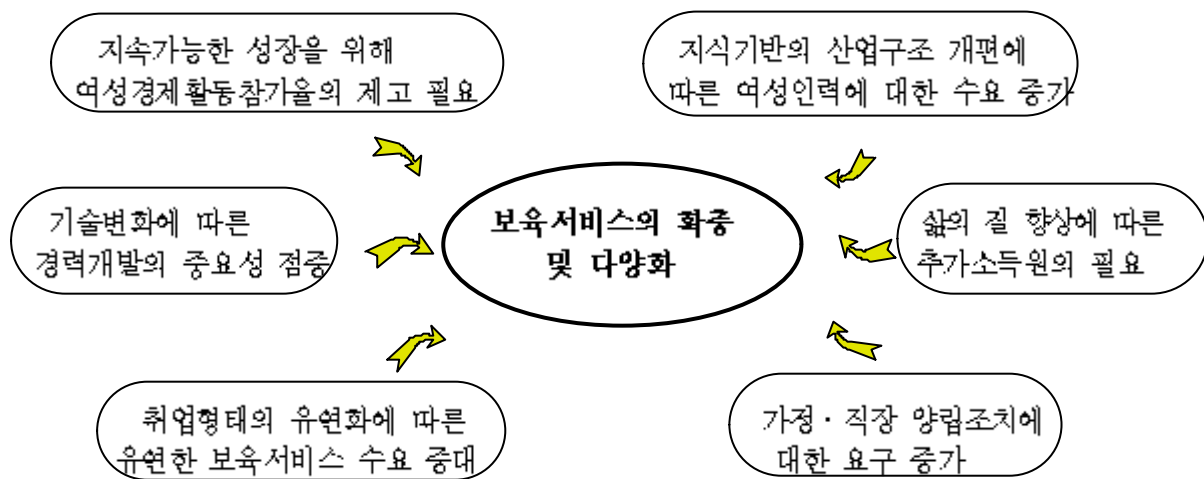 지속가능한 성장을 위해
여성경제활동참가율의 제고 필요
지식기반의 산업구조 개편에
따른 여성인력에 대한 수요 증가
기술변화에 따른
경력개발의 중요성 점증
보육서비스의 확충
및 다양화
삶의 질 향상에 따른
추가소득원의 필요
취업형태의 유연화에 따른
유연한 보육서비스 수요 증대
가정·직장 양립조치에
대한 요구 증가